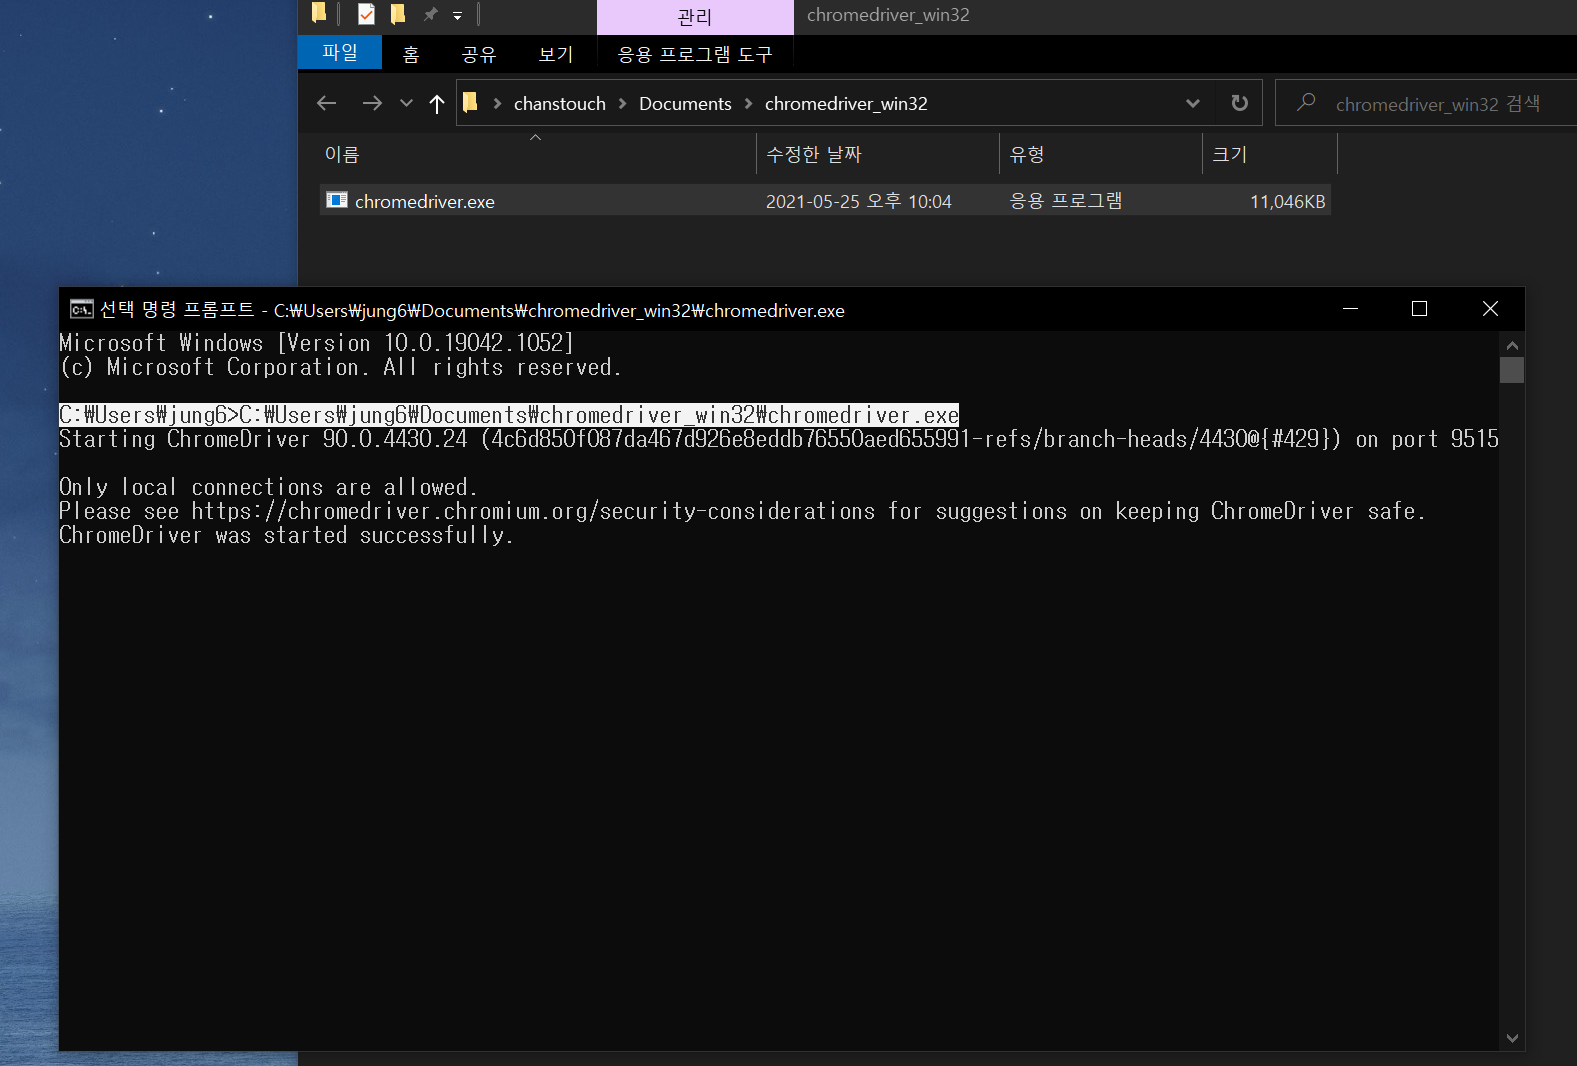 관리
chromedriver_win32
파일
홈
공유
보기
응용 프로그램 도구
chanstouch
Documents
chromedriver_win32
chromedriver_win32 검색
이름
수정한 날짜
유형
크기
chromedriver.exe
2021-05-25 오후 10:04
응용 프로그램
11,046KB
선택 명령 프롬프트 - C:₩Users₩jung6₩Documents₩chromedriver_win32₩chromedriver.exe
Microsoft Windows [Version 10.0.19042.1052]
(c) Microsoft Corporation. All rights reserved.
C:₩Users₩jung6>C:₩Users₩jung6₩Documents₩chromedriver_win32₩chromedriver.exe
Starting ChromeDriver 90.0.4430.24 (4c6d850f087da467d926e8eddb76550aed655991-refs/branch-heads/4430@{#429}) on port 9515
Only local connections are allowed.
Please see https://chromedriver.chromium.org/security-considerations for suggestions on keeping ChromeDriver safe.
ChromeDriver was started successfully.